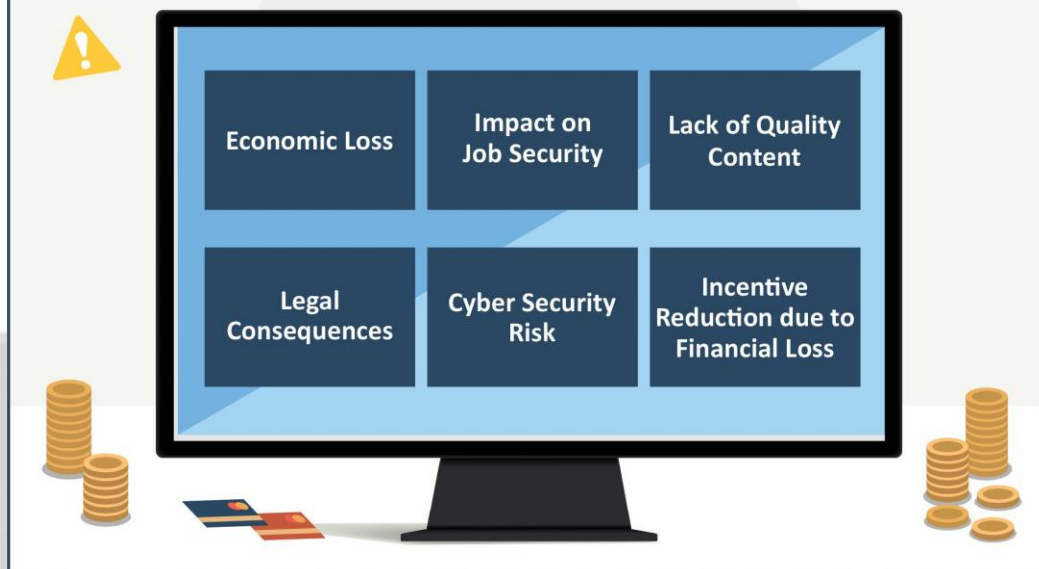 Economic Loss
Impact on
Job Security
Lack of Quality
Content
Legal
Consequences
Cyber Security
Risk
Incentive
Reduction due to
Financial Loss